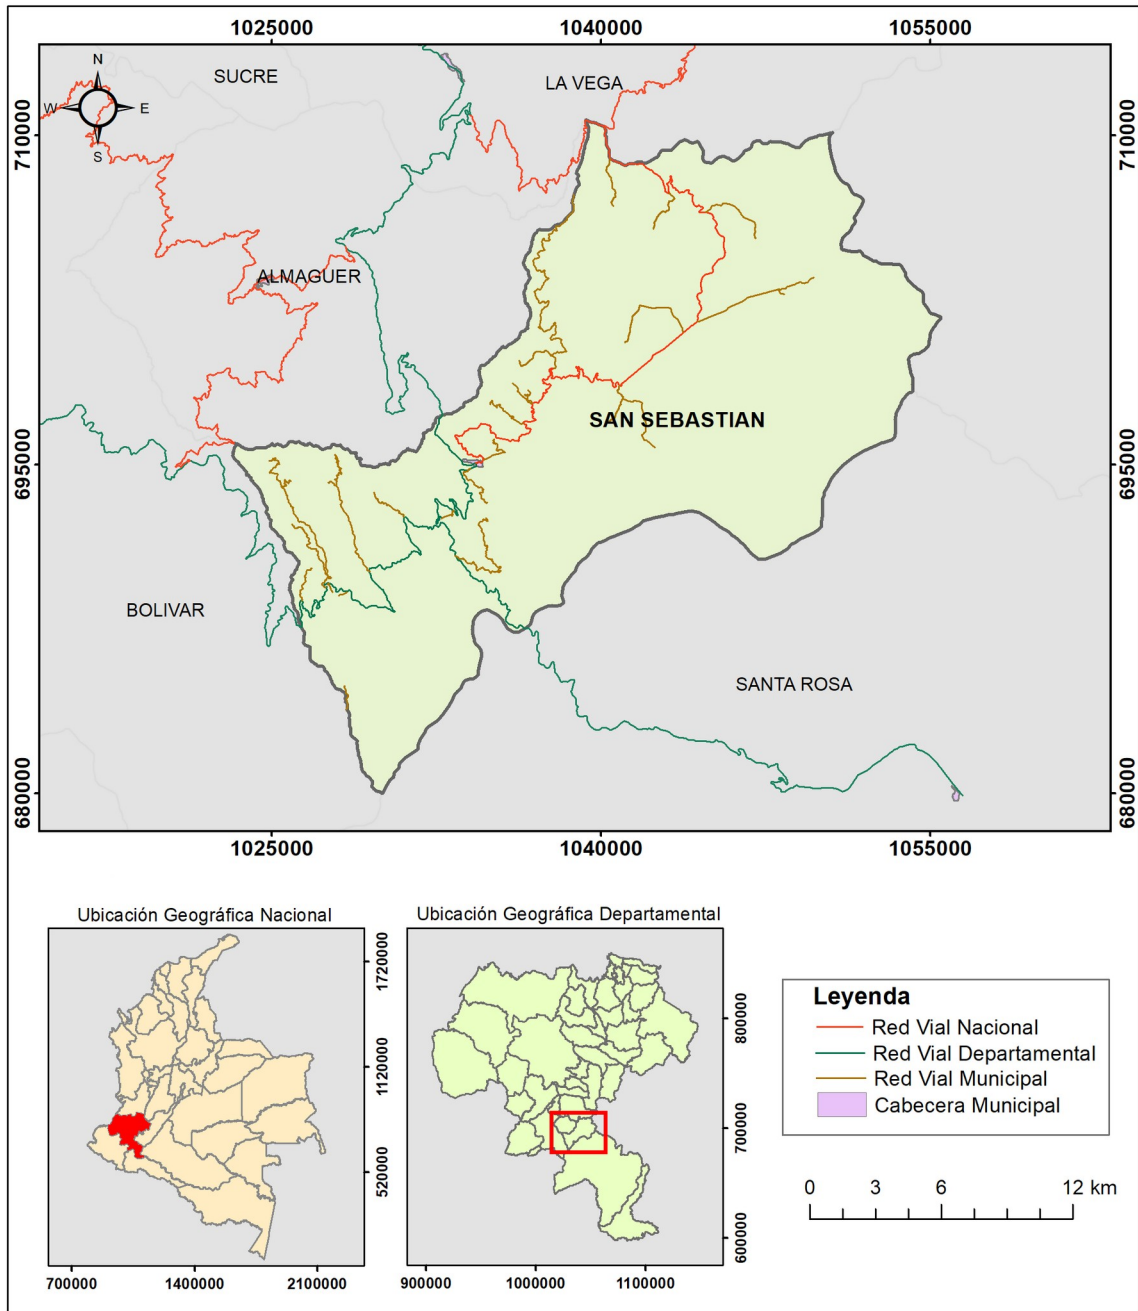 1025000 1040000 1055000
N
W E
S
SUCRE
LA VEGA
710000
710000
ALMAGUER
SAN SEBASTIAN
695000
695000
BOLIVAR
SANTA ROSA
680000
680000
1025000 1040000 1055000
Ubicación Geográfica Nacional
1720000
1120000
520000
700000 1400000 2100000
Ubicación Geográfica Departamental
800000
700000
600000
900000 1000000 1100000
Leyenda
Red Vial Nacional
Red Vial Departamental
Red Vial Municipal
Cabecera Municipal
0 3 6 12 km